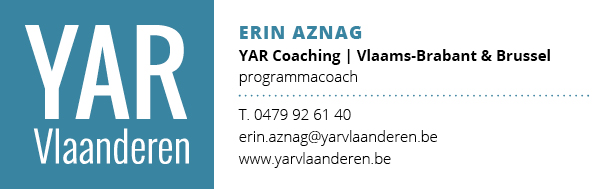 YAR
Vlaanderen
ERIN AZNAG
YAR Coaching | Vlaams-Brabant & Brussel
programmacoach
T. 0479 92 61 40
erin.aznag@yarvlaanderen.be
www.yarvlaanderen.be